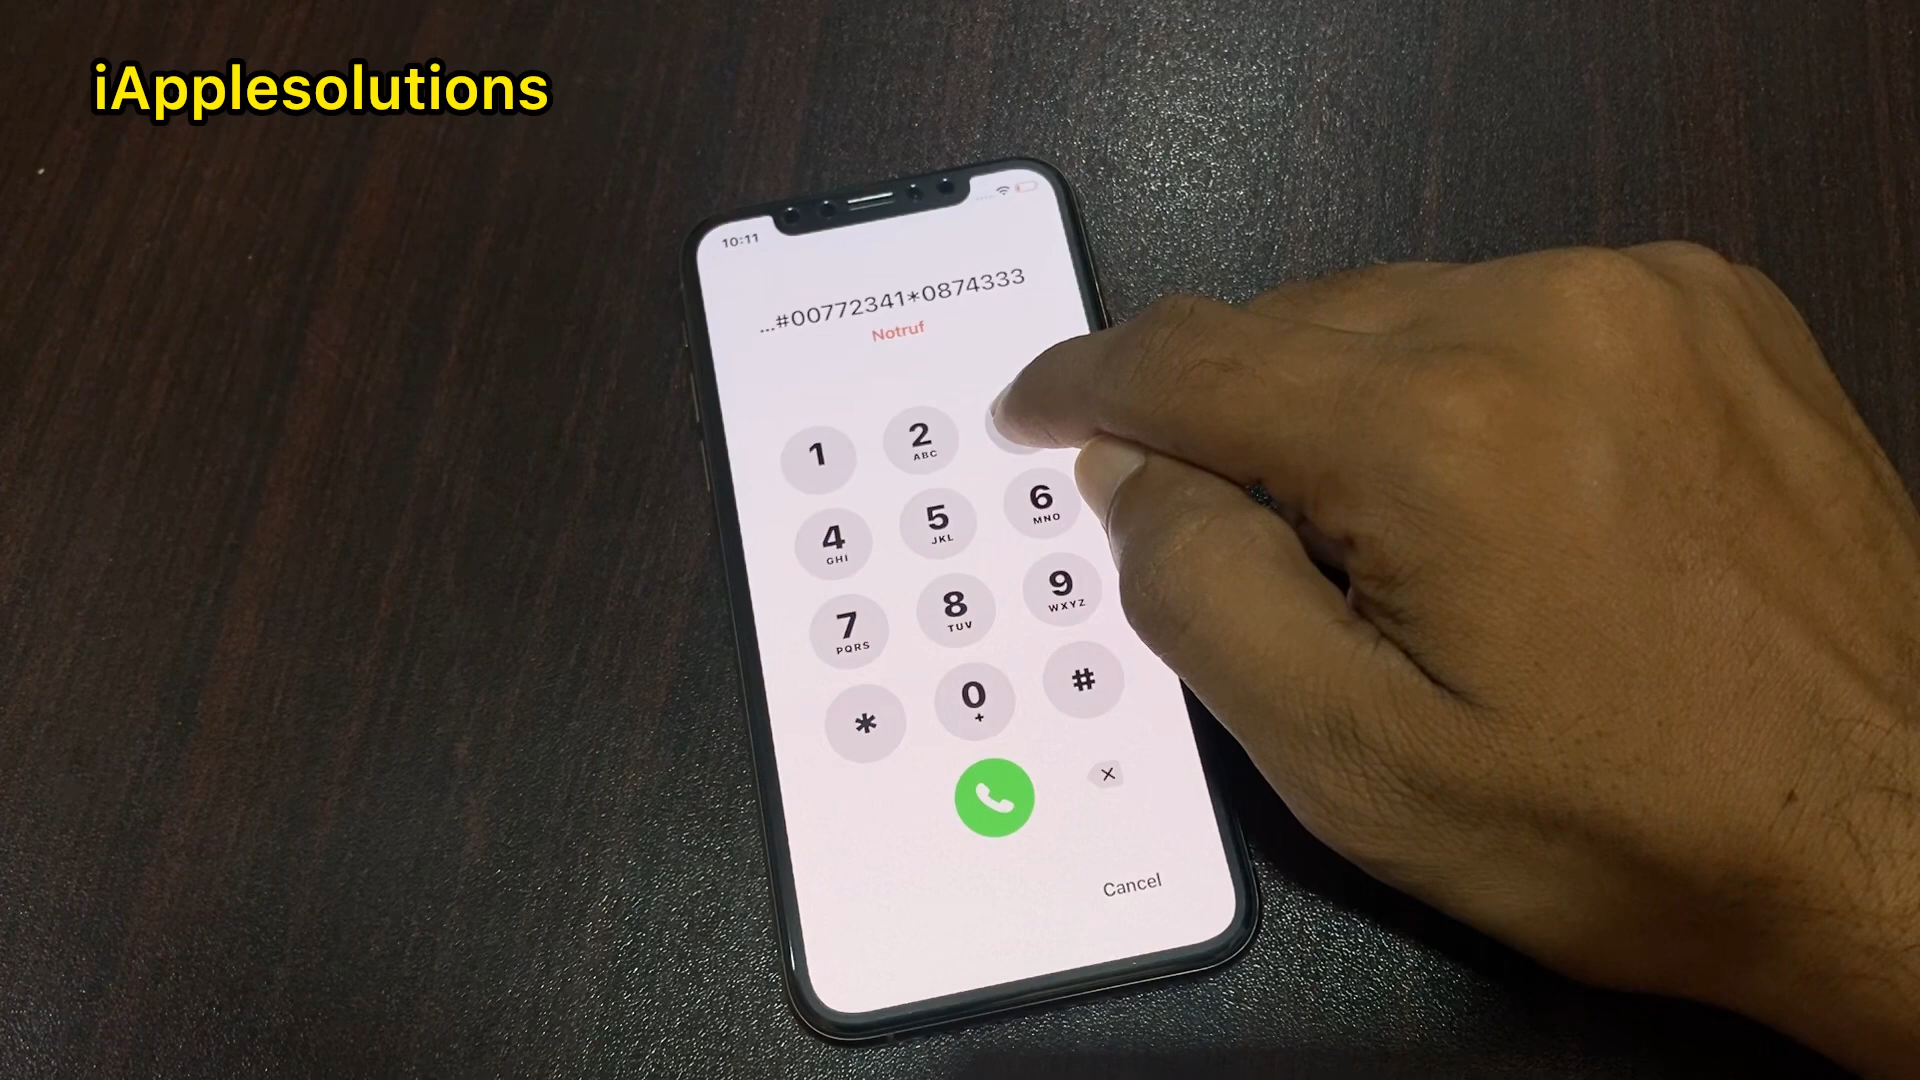 iApplesolutions
10:11
...#00772341*0874333
Notruf
1
2
ABC
4
GHI
5
JKL
6
MNO
7
PQRS
8
TUV
9
WXYZ
*
0
+
#
Cancel